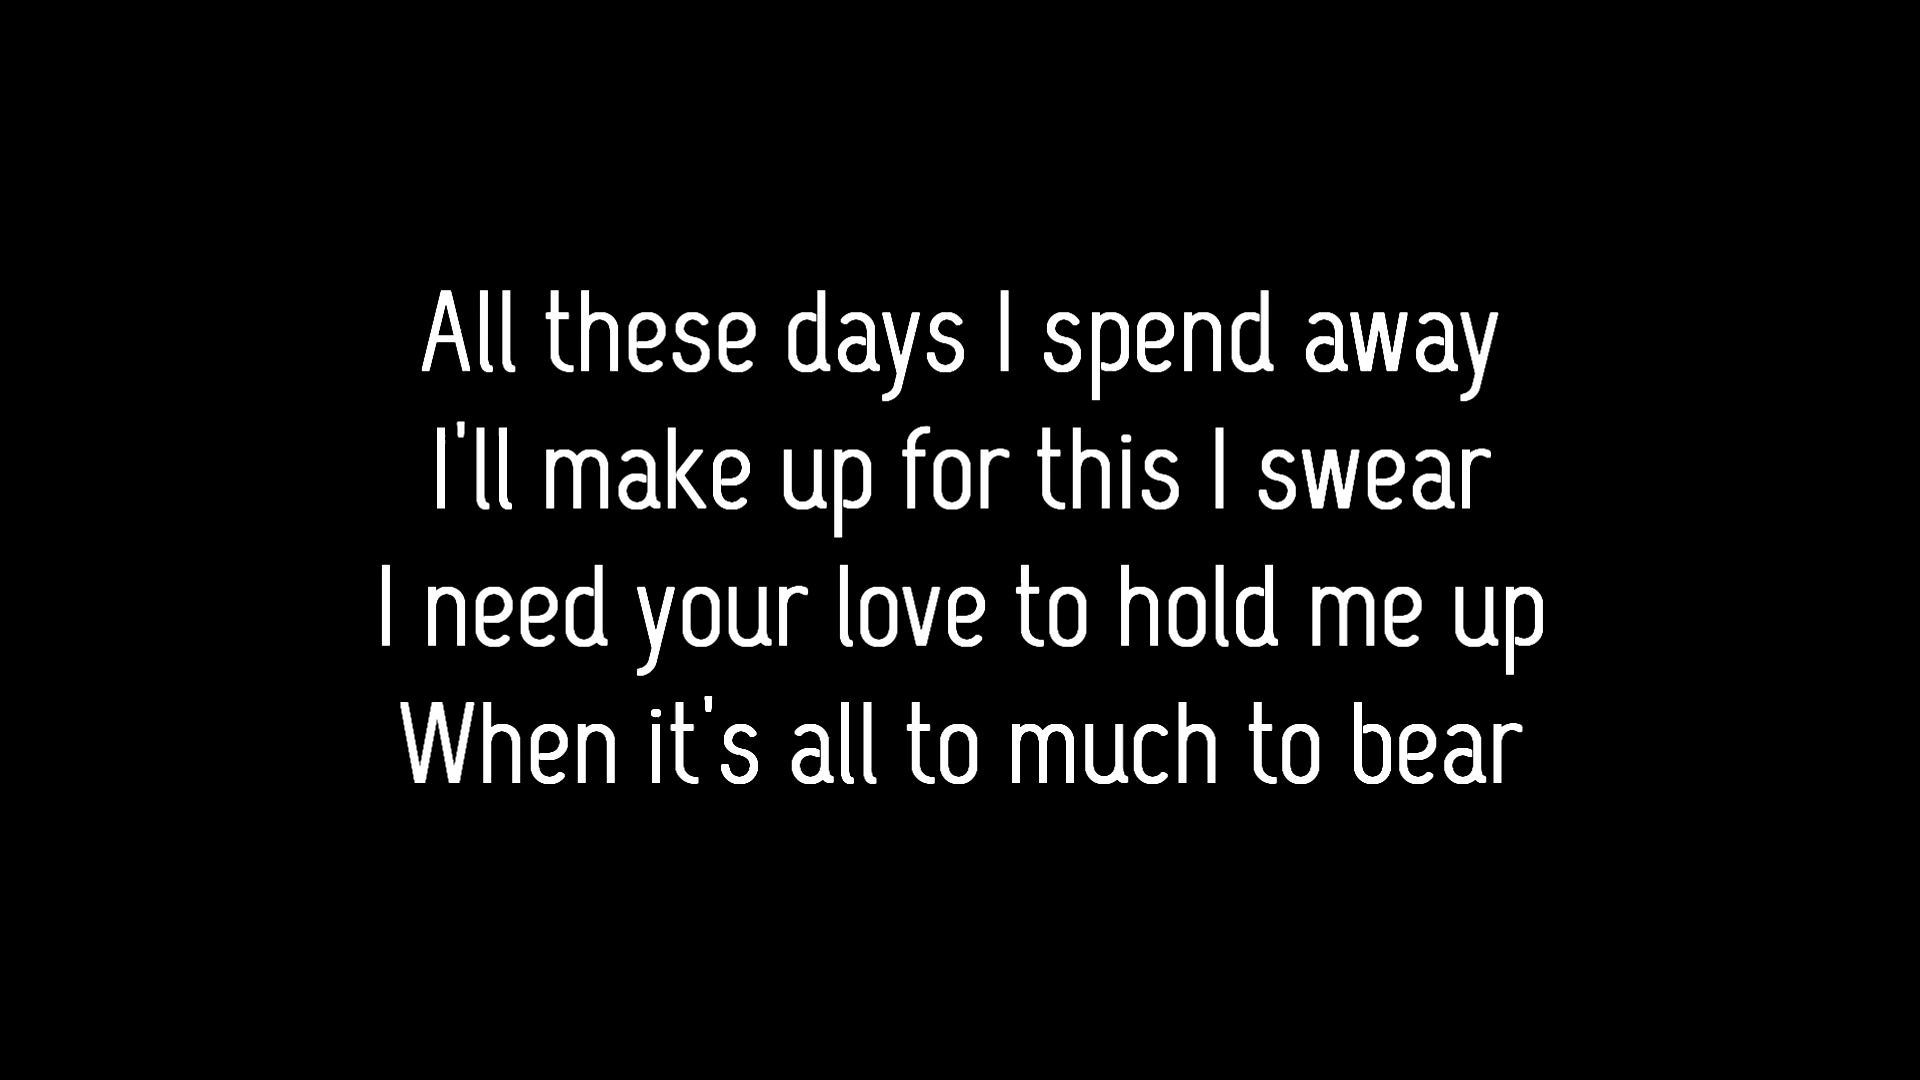 All these days I spend away
I'll make up for this I swear
I need your love to hold me up
When it's all to much to bear